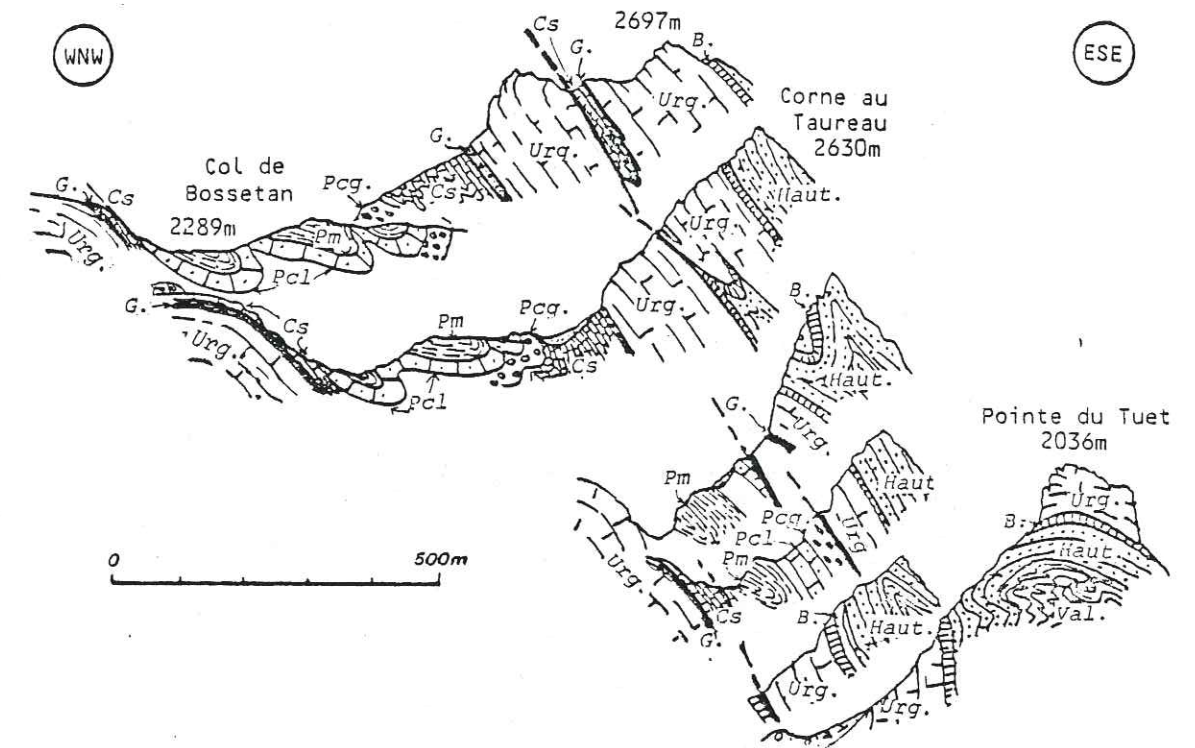 WNW
Cs
2697m
G.
B.
ESE
Urg.
Corne au
Taureau
2630m
G.
Urg.
Col de
Bossetan
Pcg.
Cs
Haut.
G.
Cs
2289m
Pm
Urg.
Urg.
Pcl
G.
Cs
Pm
Pcg.
Urg.
B.
Urg.
Cs
Haut.
Pcl
G.
Urg.
Pointe du Tuet
2036m
Pm
Haut
Urg.
B.
Pcg.
Urg
Haut
Pcl
0
500m
Pm
Urg.
Val.
Cs
B.
Haut.
G.
Urg.
Urg.